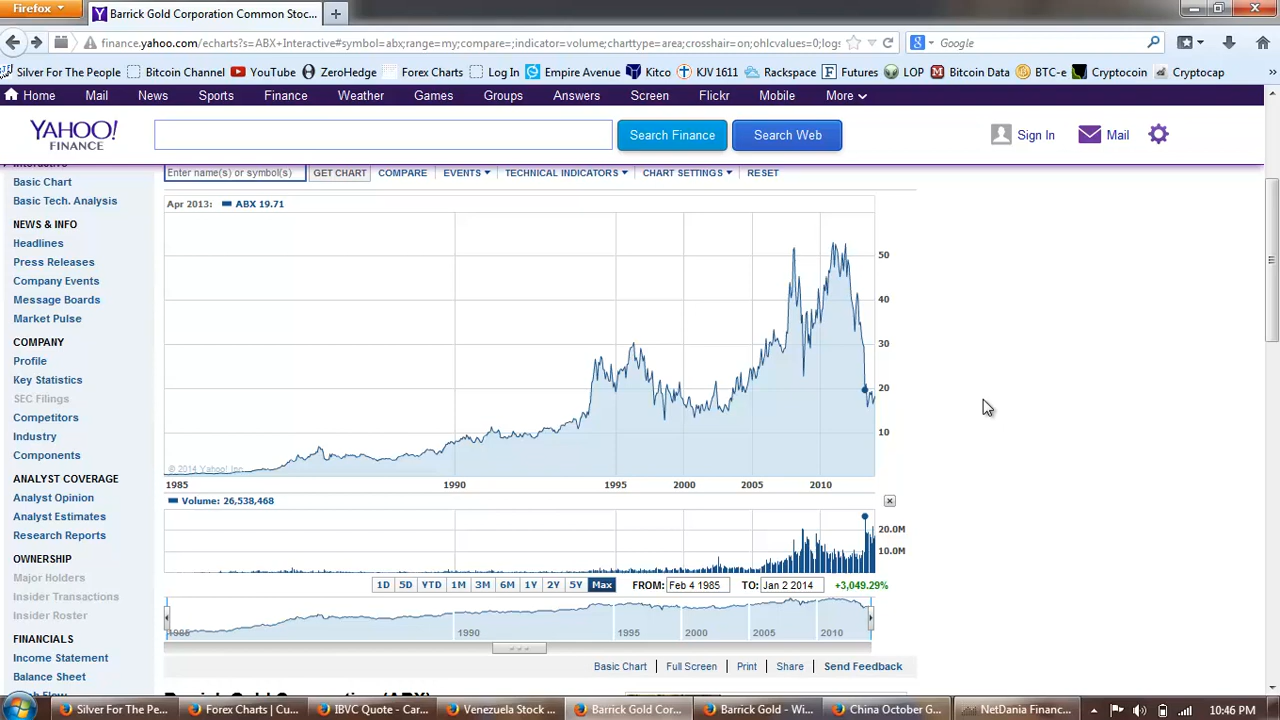 Firefox
Barrick Gold Corporation Common Stoc...
finance.yahoo.com/echarts?s=ABX+Interactive#symbol=abx;range=my;compare=;indicator=volume;charttype=area;crosshair=on;ohlcvalues=0;logs
Google
Silver For The People
Bitcoin Channel
YouTube
ZeroHedge
Forex Charts
Log In
Empire Avenue
Kitco
KJV 1611
Rackspace
Futures
LOP
Bitcoin Data
BTC-e
Cryptocoin
Cryptocap
Home Mail News Sports Finance Weather Games Groups Answers Screen Flickr Mobile More
YAHOO!
FINANCE
Search Finance
Search Web
Sign In
Mail
Interactive
Basic Chart
Basic Tech. Analysis
NEWS & INFO
Headlines
Press Releases
Company Events
Message Boards
Market Pulse
COMPANY
Profile
Key Statistics
SEC Filings
Competitors
Industry
Components
ANALYST COVERAGE
Analyst Opinion
Analyst Estimates
Research Reports
OWNERSHIP
Major Holders
Insider Transactions
Insider Roster
FINANCIALS
Income Statement
Balance Sheet
Cash Flow
Enter name(s) or symbol(s)
GET CHART
COMPARE
EVENTS
TECHNICAL INDICATORS
CHART SETTINGS
RESET
Apr 2013: ABX 19.71
50
40
30
20
10
© 2014 Yahoo! Inc.
1985 1990 1995 2000 2005 2010
Volume: 26,538,468
20.0M
10.0M
1D 5D YTD 1M 3M 6M 1Y 2Y 5Y Max
FROM: Feb 4 1985 TO: Jan 2 2014 +3,049.29%
1985 1990 1995 2000 2005 2010
Basic Chart Full Screen Print Share Send Feedback
Barrick Gold Corporation (ABX)
Silver For The Pe...
Forex Charts | Cu...
IBVC Quote - Car...
Venezuela Stock ...
Barrick Gold Cor...
Barrick Gold - Wi...
China October G...
NetDania Financ...
10:46 PM